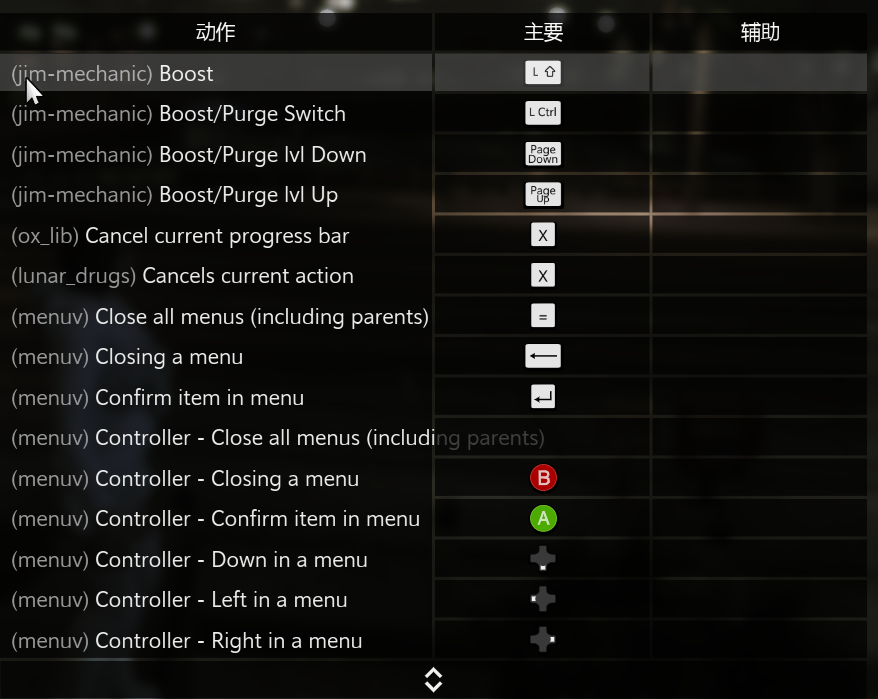 动作 主要 辅助
(jim-mechanic) Boost L ⇧
(jim-mechanic) Boost/Purge Switch L Ctrl
(jim-mechanic) Boost/Purge lvl Down Page Down
(jim-mechanic) Boost/Purge lvl Up Page Up
(ox_lib) Cancel current progress bar X
(lunar_drugs) Cancels current action X
(menuv) Close all menus (including parents) =
(menuv) Closing a menu ←
(menuv) Confirm item in menu ↵
(menuv) Controller - Close all menus (including parents)
(menuv) Controller - Closing a menu B
(menuv) Controller - Confirm item in menu A
(menuv) Controller - Down in a menu
(menuv) Controller - Left in a menu
(menuv) Controller - Right in a menu